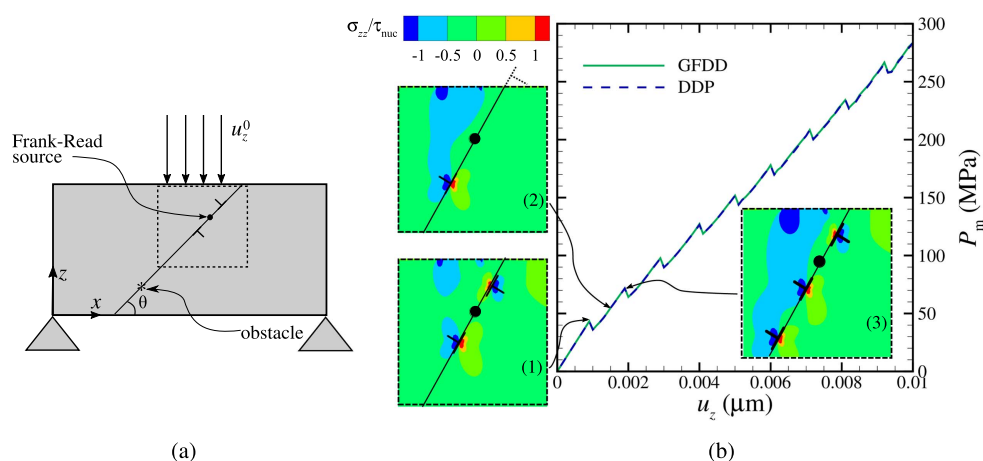 Frank-Read
source
u_z^0
z
x
θ
*
obstacle
(a)
σ_zz/τ_nuc
-1 -0.5 0 0.5 1
(2)
(1)
GFDD
DDP
(3)
300
250
200
150
100
50
0
P_m (MPa)
0 0.002 0.004 0.006 0.008 0.01
u_z (μm)
(b)